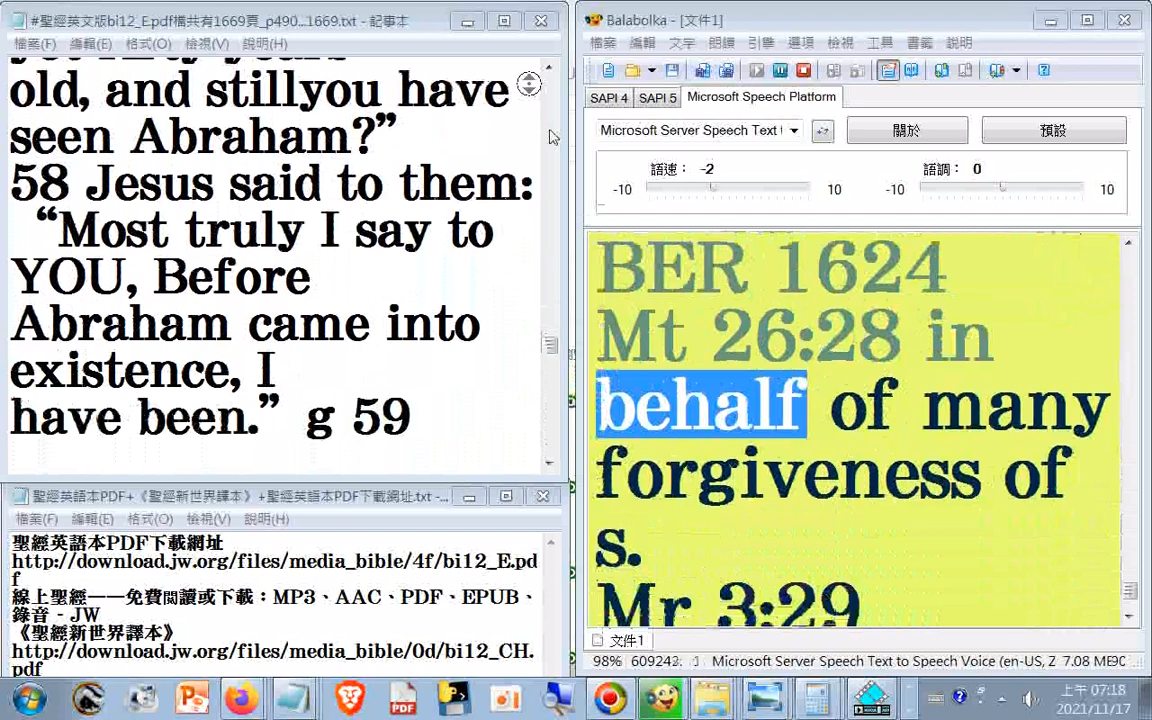 #聖經英文版bi12_E.pdf檔共有1669頁_p490...1669.txt - 記事本
檔案(F) 編輯(E) 格式(O) 檢視(V) 說明(H)
old, and stillyou have
seen Abraham?”
58 Jesus said to them:
“Most truly I say to
YOU, Before
Abraham came into
existence, I
have been.” g 59
聖經英語本PDF+《聖經新世界譯本》+聖經英語本PDF下載網址.txt - ...
檔案(F) 編輯(E) 格式(O) 檢視(V) 說明(H)
聖經英語本PDF下載網址
http://download.jw.org/files/media_bible/4f/bi12_E.pd
f
線上聖經——免費閱讀或下載：MP3、AAC、PDF、EPUB、
錄音 - JW
《聖經新世界譯本》
http://download.jw.org/files/media_bible/0d/bi12_CH.
pdf
Balabolka - [文件1]
檔案 編輯 文字 朗讀 引擎 選項 檢視 工具 書籤 說明
SAPI 4 SAPI 5 Microsoft Speech Platform
Microsoft Server Speech Text 關於 預設
語速： -2 語調： 0
-10 10 -10 10
BER 1624
Mt 26:28 in
behalf of many
forgiveness of
s.
Mr 3:29
文件1
98% 609242 Microsoft Server Speech Text to Speech Voice (en-US, Z 7.08
上午 07:18
2021/11/17